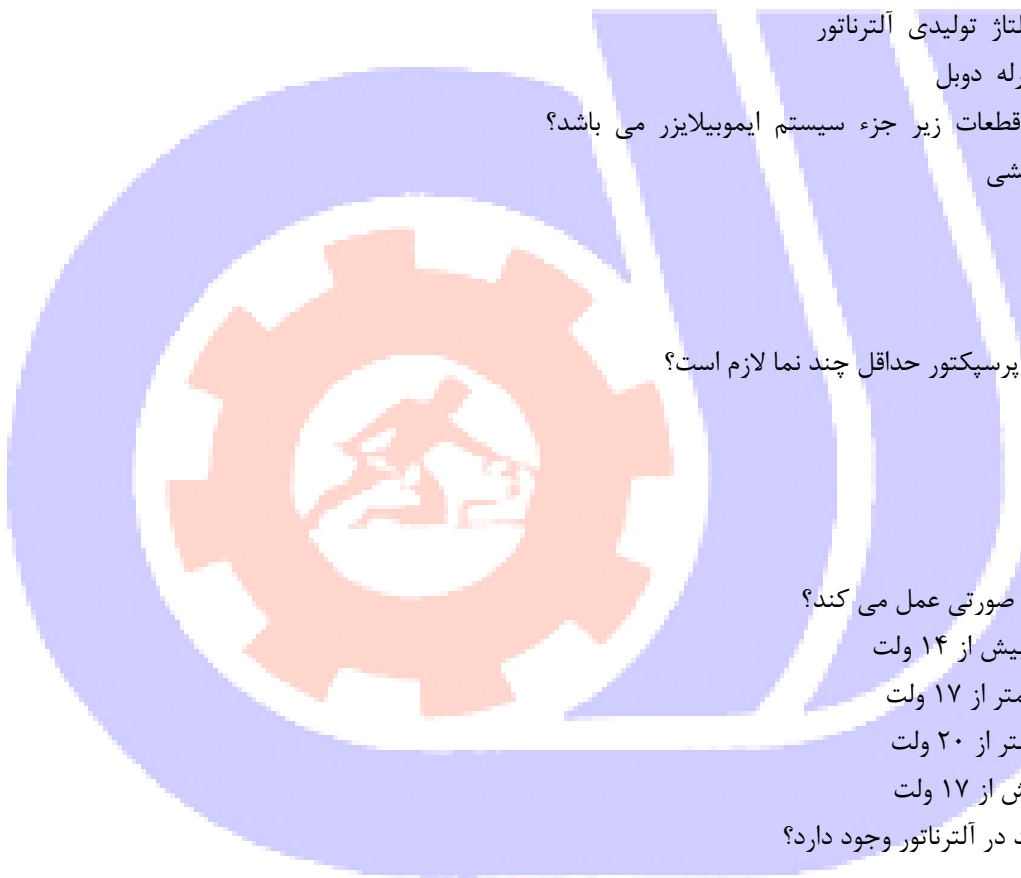 لتاژ تولیدی آلترناتور
رله دوبل
قطعات زیر جزء سیستم ایموبیلایزر می باشد؟
شی
پرسپکتور حداقل چند نما لازم است؟
صورتی عمل می کند؟
بیش از ۱۴ ولت
متر از ۱۷ ولت
تر از ۲۰ ولت
ش از ۱۷ ولت
د در آلترناتور وجود دارد؟